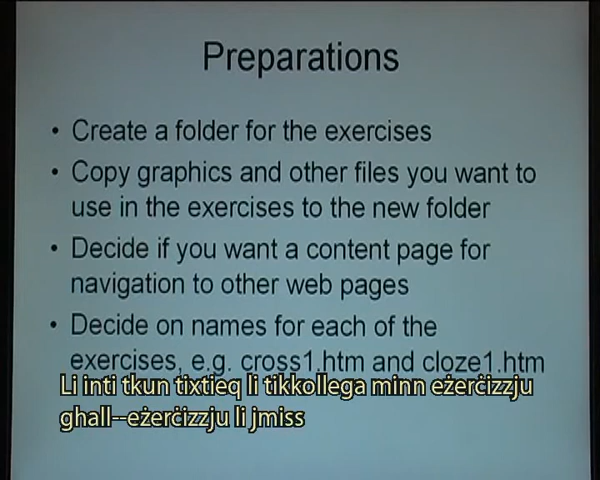 Preparations
• Create a folder for the exercises
• Copy graphics and other files you want to
use in the exercises to the new folder
• Decide if you want a content page for
navigation to other web pages
• Decide on names for each of the
exercises, e.g. cross1.htm and cloze1.htm
Li inti tkun tixtieq li tikkollega minn eżerċizzju
għall--eżerċizzju li jmiss